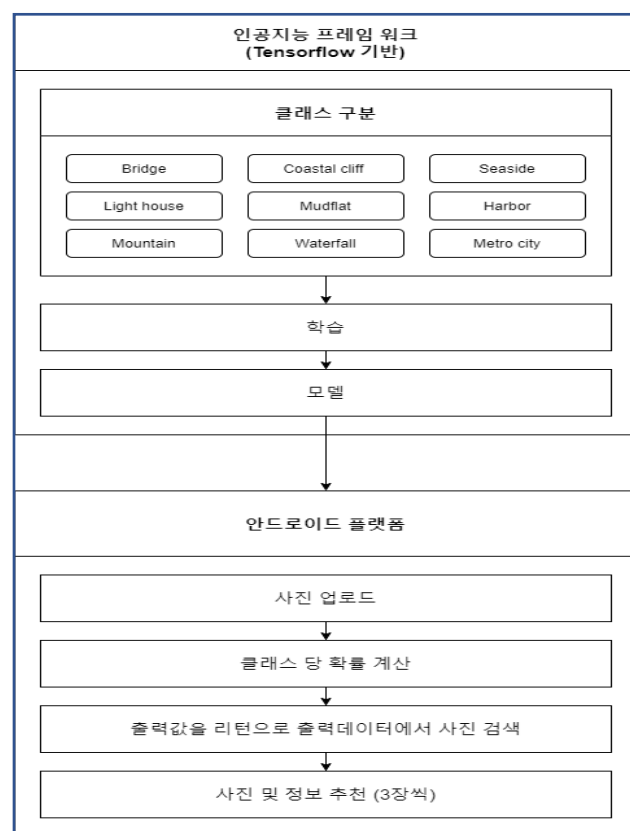 인공지능 프레임 워크
(Tensorflow 기반)
클래스 구분
Bridge
Coastal cliff
Seaside
Light house
Mudflat
Harbor
Mountain
Waterfall
Metro city
학습
모델
안드로이드 플랫폼
사진 업로드
클래스 당 확률 계산
출력값을 리턴으로 출력데이터에서 사진 검색
사진 및 정보 추천 (3장씩)